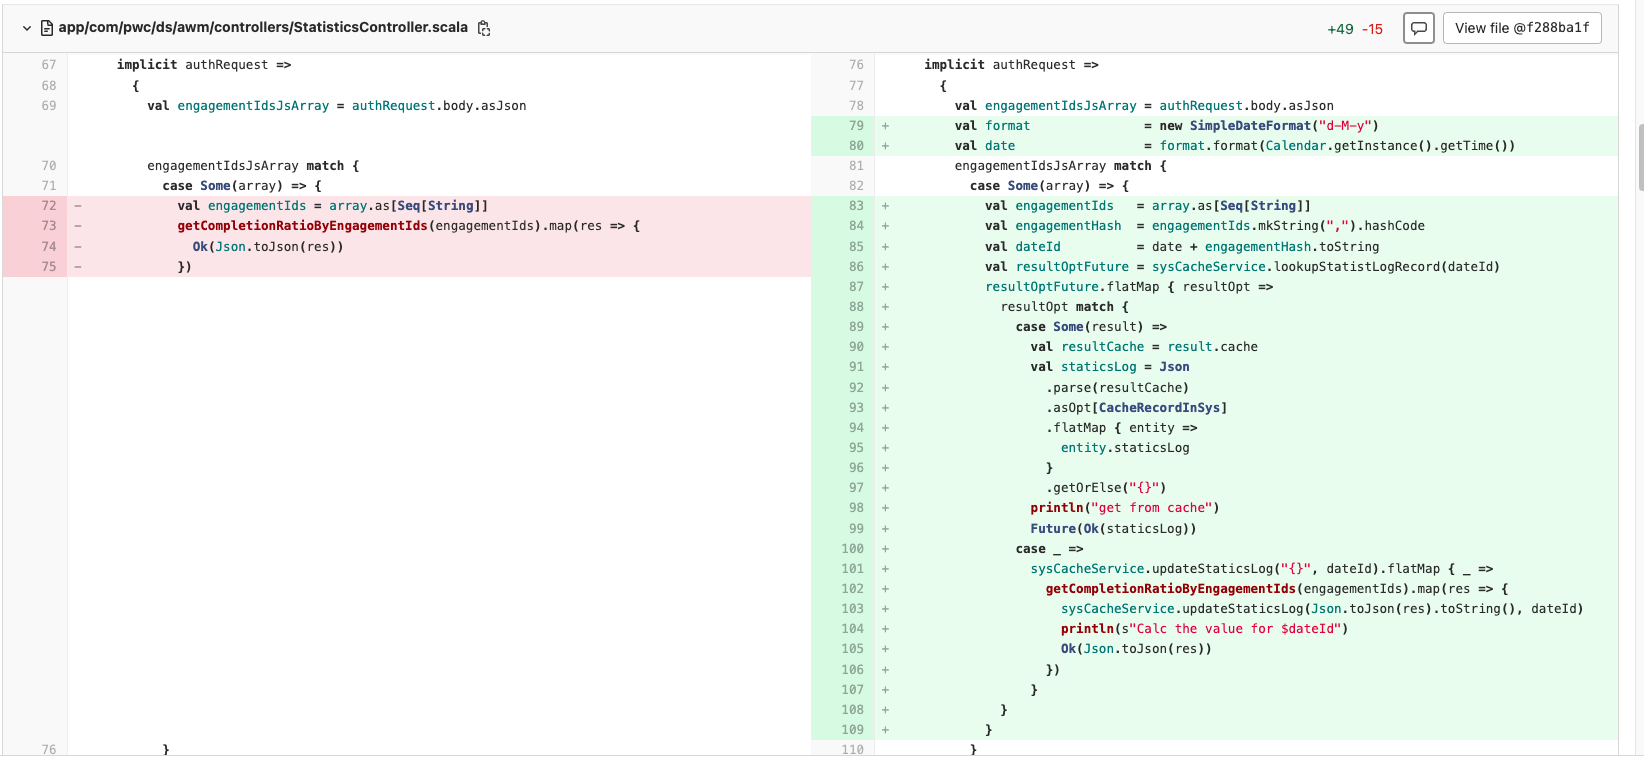 app/com/pwc/ds/awm/controllers/StatisticsController.scala
+49 -15
View file @f288ba1f
67 implicit authRequest =>
68 {
69 val engagementIdsJsArray = authRequest.body.asJson
70 engagementIdsJsArray match {
71 case Some(array) => {
72 - val engagementIds = array.as[Seq[String]]
73 - getCompletionRatioByEngagementIds(engagementIds).map(res => {
74 - Ok(Json.toJson(res))
75 - })
76 }
76 implicit authRequest =>
77 {
78 val engagementIdsJsArray = authRequest.body.asJson
79 + val format = new SimpleDateFormat("d-M-y")
80 + val date = format.format(Calendar.getInstance().getTime())
81 engagementIdsJsArray match {
82 case Some(array) => {
83 + val engagementIds = array.as[Seq[String]]
84 + val engagementHash = engagementIds.mkString(",").hashCode
85 + val dateId = date + engagementHash.toString
86 + val resultOptFuture = sysCacheService.lookupStatistLogRecord(dateId)
87 + resultOptFuture.flatMap { resultOpt =>
88 + resultOpt match {
89 + case Some(result) =>
90 + val resultCache = result.cache
91 + val staticsLog = Json
92 + .parse(resultCache)
93 + .asOpt[CacheRecordInSys]
94 + .flatMap { entity =>
95 + entity.staticsLog
96 + }
97 + .getOrElse("{}")
98 + println("get from cache")
99 + Future(Ok(staticsLog))
100 + case _ =>
101 + sysCacheService.updateStaticsLog("{}", dateId).flatMap { _ =>
102 + getCompletionRatioByEngagementIds(engagementIds).map(res => {
103 + sysCacheService.updateStaticsLog(Json.toJson(res).toString(), dateId)
104 + println(s"Calc the value for $dateId")
105 + Ok(Json.toJson(res))
106 + })
107 + }
108 + }
109 + }
110 }